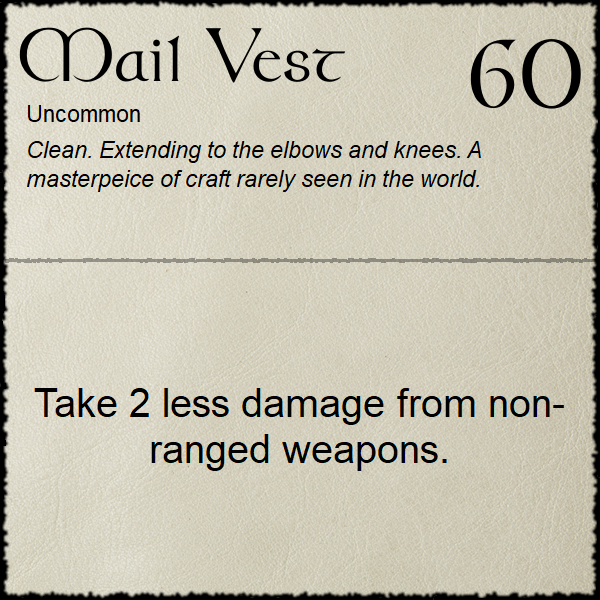 Mail Vest
60
Uncommon
Clean. Extending to the elbows and knees. A
masterpeice of craft rarely seen in the world.
Take 2 less damage from non-
ranged weapons.